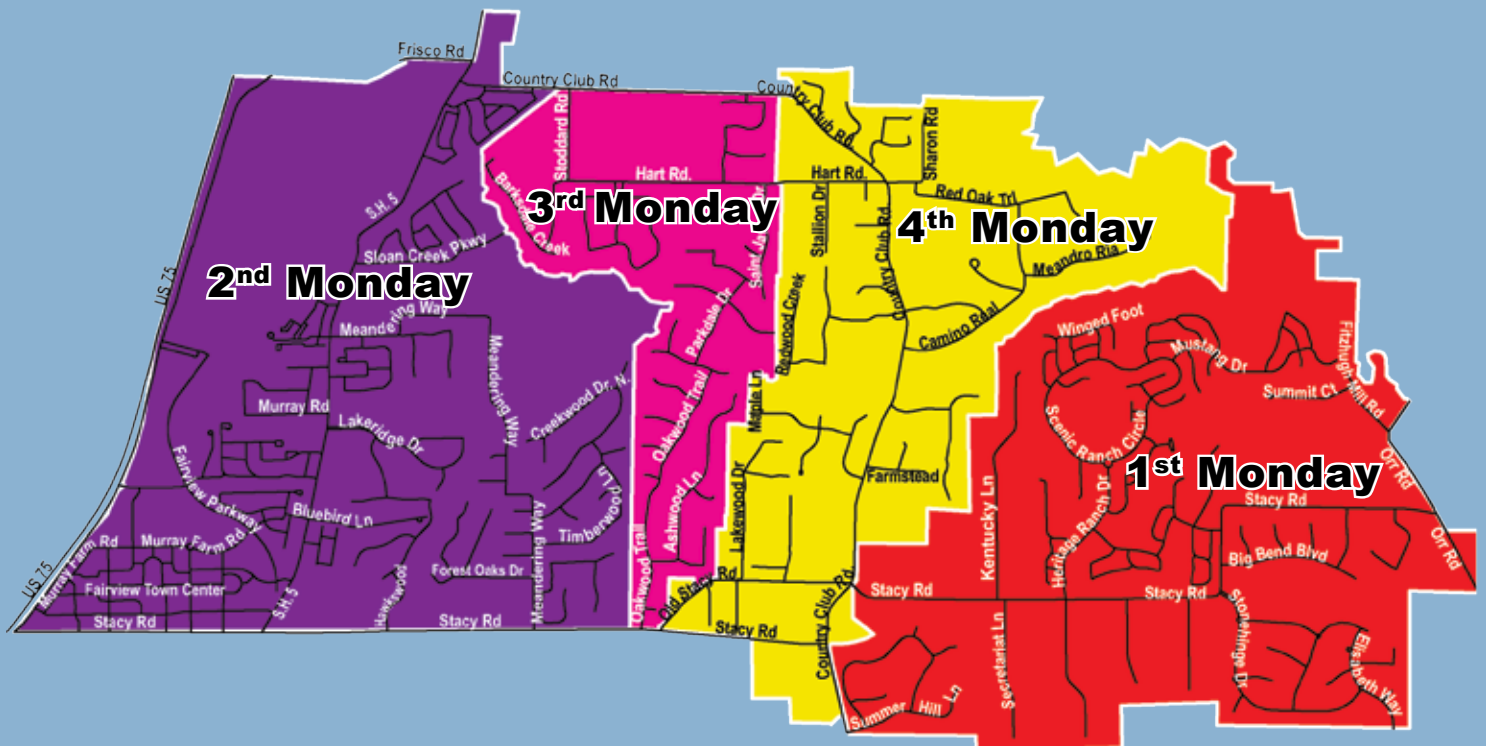 Frisco Rd
Country Club Rd
Country Club Rd
Stoddard Rd
Sharon Rd
Hart Rd.
Hart Rd.
Barksdale Creek
Red Oak Trl
S.H. 5
3rd Monday
Stallion Dr
4th Monday
Country Club Rd
Sloan Creek Pkwy
Meandro Ria
US 75
2nd Monday
Redwood Creek
Parkdale Dr
Camino Real
Meandering Way
Winged Foot
Fitzhugh Mill Rd
Mustang Dr
Meandering Way
Summit Ct
Creekwood Dr. N.
Maple Ln
Oakwood Trail
Murray Rd
Lakeridge Dr
Scenic Ranch Circle
1st Monday
Orr Rd
Fairview Parkway
Farmstead
Timberwood Ln
Lakewood Dr
Ashwood Ln
Kentucky Ln
Heritage Ranch Dr
Stacy Rd
Bluebird Ln
Meandering Way
Murray Farm Rd
Murray Farm Rd
Orr Rd
Big Bend Blvd
US 75
Forest Oaks Dr
Oakwood Trail
Old Stacy Rd
Country Club Rd
Fairview Town Center
S.H. 5
Hawkswood
Stacy Rd
Stacy Rd
Stacy Rd
Stacy Rd
Stacy Rd
Secretariat Ln
Stonehinge Dr
Elisabeth Way
Summer Hill Ln